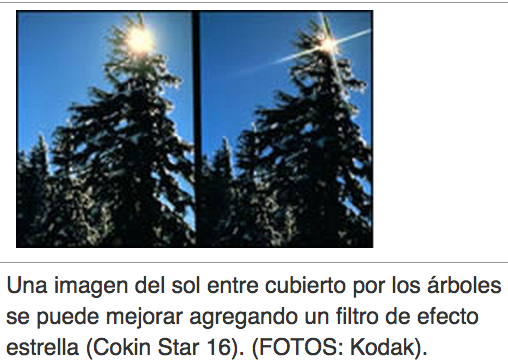 Una imagen del sol entre cubierto por los árboles
se puede mejorar agregando un filtro de efecto
estrella (Cokin Star 16). (FOTOS: Kodak).